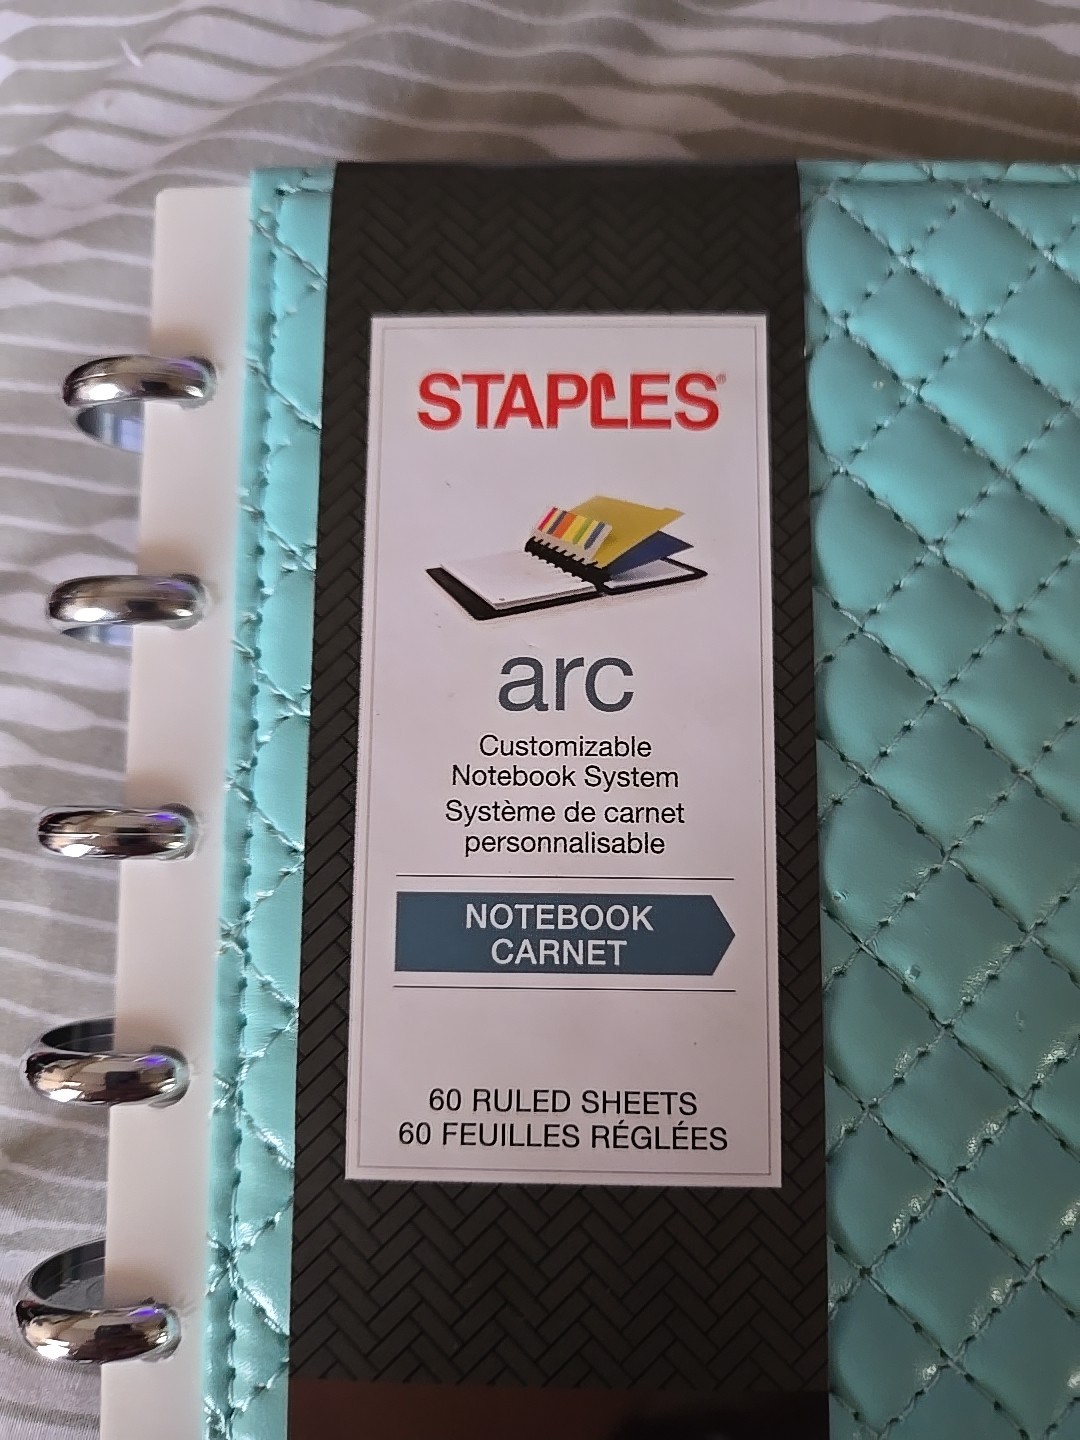 STAPLES®
arc
Customizable
Notebook System
Système de carnet
personnalisable
NOTEBOOK
CARNET
60 RULED SHEETS
60 FEUILLES RÉGLÉES